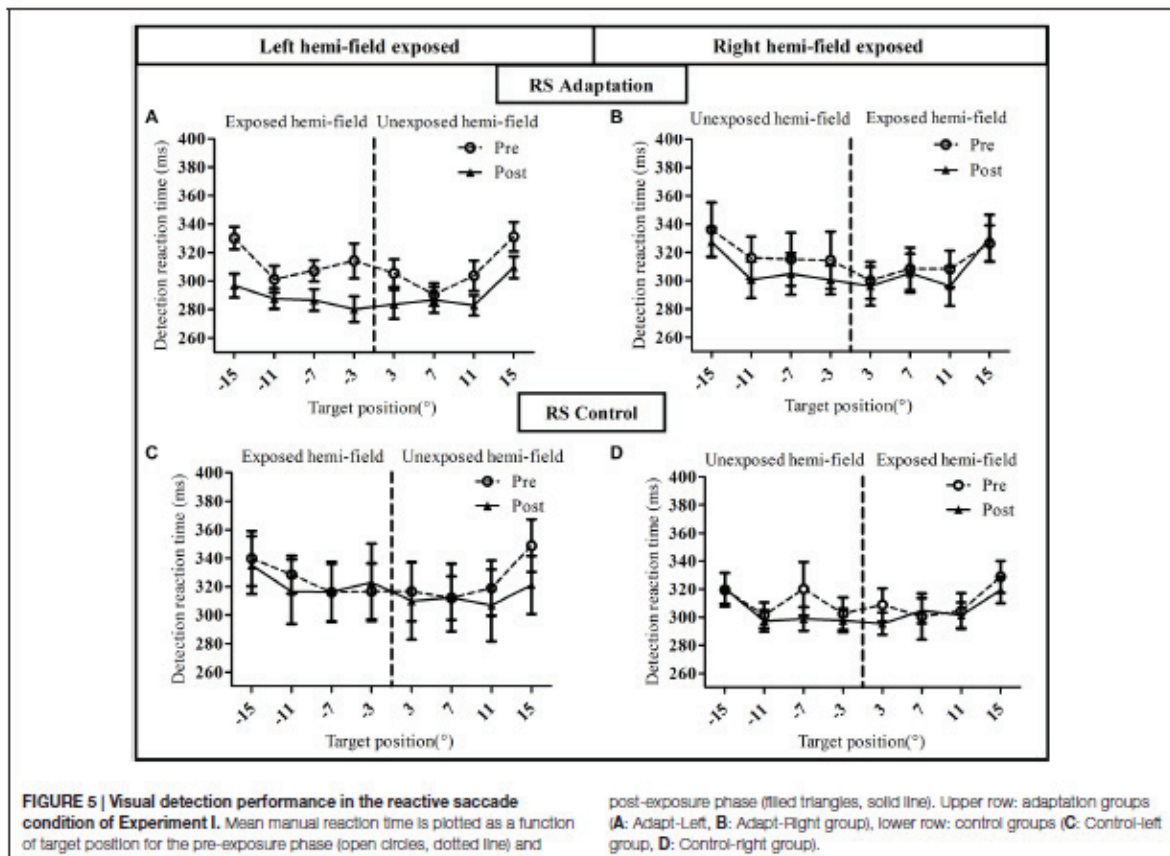 Left hemi-field exposed
Right hemi-field exposed
RS Adaptation
A
Exposed hemi-field
Unexposed hemi-field
Pre
Post
Detection reaction time (ms)
400
380
360
340
320
300
280
260
-15
-11
-7
-3
3
7
11
15
Target position(°)
B
Unexposed hemi-field
Exposed hemi-field
Pre
Post
Detection reaction time (ms)
400
380
360
340
320
300
280
260
-15
-11
-7
-3
3
7
11
15
Target position(°)
RS Control
C
Exposed hemi-field
Unexposed hemi-field
Pre
Post
Detection reaction time (ms)
400
380
360
340
320
300
280
260
-15
-11
-7
-3
3
7
11
15
Target position(°)
D
Unexposed hemi-field
Exposed hemi-field
Pre
Post
Detection reaction time (ms)
400
380
360
340
320
300
280
260
-15
-11
-7
-3
3
7
11
15
Target position(°)
FIGURE 5 | Visual detection performance in the reactive saccade
condition of Experiment I. Mean manual reaction time is plotted as a function
of target position for the pre-exposure phase (open circles, dotted line) and
post-exposure phase (filled triangles, solid line). Upper row: adaptation groups
(A: Adapt-Left, B: Adapt-Right group), lower row: control groups (C: Control-left
group, D: Control-right group).